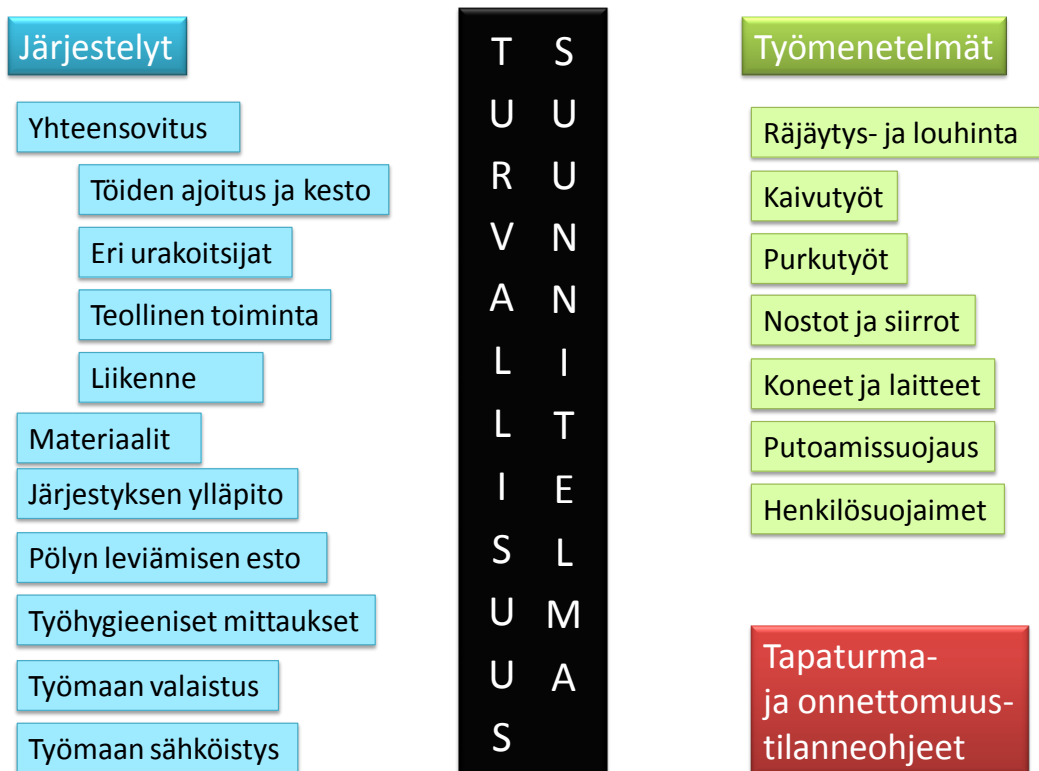 Järjestelyt
Yhteensovitus
Töiden ajoitus ja kesto
Eri urakoitsijat
Teollinen toiminta
Liikenne
Materiaalit
Järjestyksen ylläpito
Pölyn leviämisen esto
Työhygieeniset mittaukset
Työmaan valaistus
Työmaan sähköistys
TURVALLISUUS
SUUNNITELMA
Työmenetelmät
Räjäytys- ja louhinta
Kaivutyöt
Purkutyöt
Nostot ja siirrot
Koneet ja laitteet
Putoamissuojaus
Henkilösuojaimet
Tapaturma-
ja onnettomuus-
tilanneohjeet